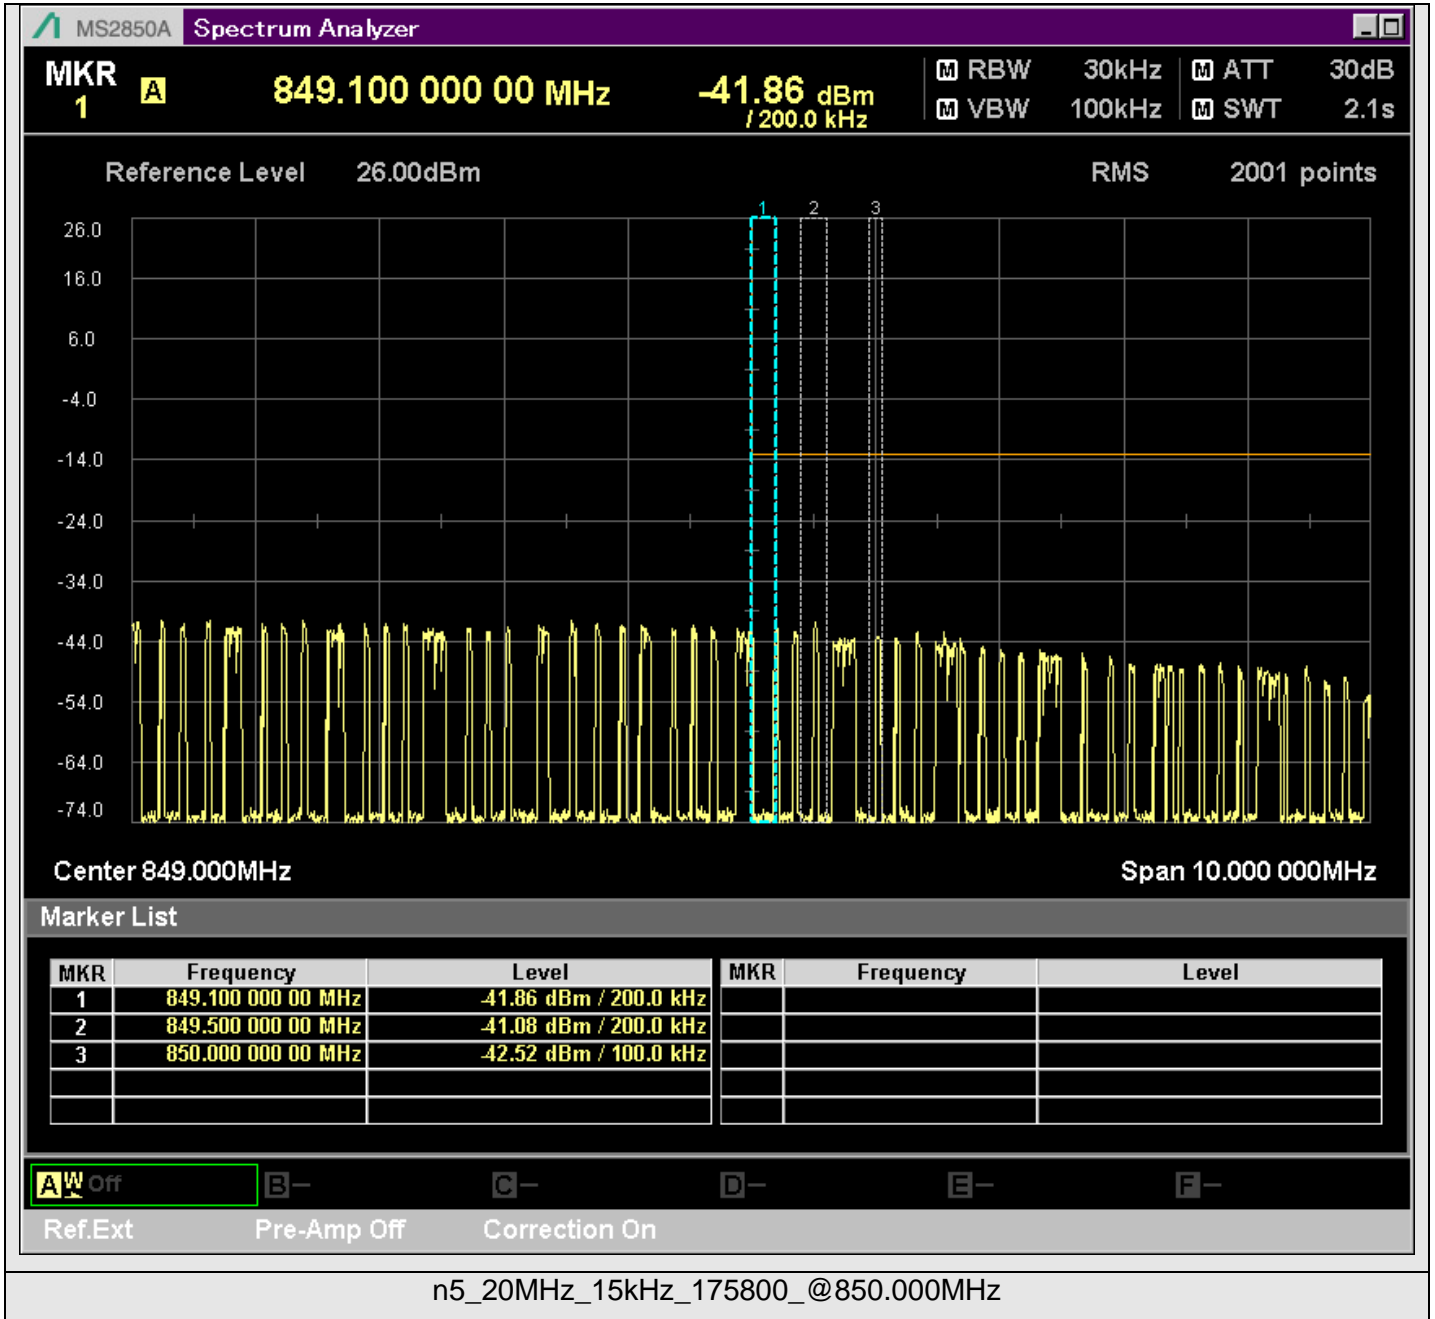 MS2850A Spectrum Analyzer
MKR 1 A 849.100 000 00 MHz -41.86 dBm / 200.0 kHz
M RBW 30kHz M ATT 30dB
M VBW 100kHz M SWT 2.1s
Reference Level 26.00dBm RMS 2001 points
1 2 3
26.0
16.0
6.0
-4.0
-14.0
-24.0
-34.0
-44.0
-54.0
-64.0
-74.0
Center 849.000MHz Span 10.000 000MHz
Marker List
MKR Frequency Level MKR Frequency Level
1 849.100 000 00 MHz -41.86 dBm / 200.0 kHz
2 849.500 000 00 MHz -41.08 dBm / 200.0 kHz
3 850.000 000 00 MHz -42.52 dBm / 100.0 kHz
A W Off B - C - D - E - F -
Ref.Ext Pre-Amp Off Correction On
n5_20MHz_15kHz_175800_@850.000MHz